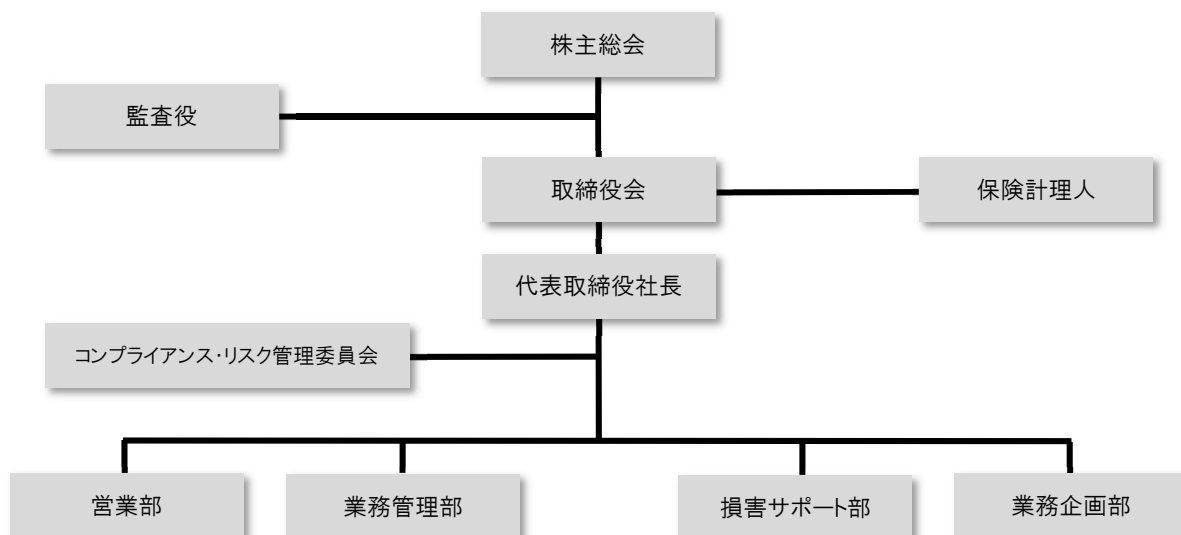 株主総会
監査役
取締役会
保険計理人
代表取締役社長
コンプライアンス・リスク管理委員会
営業部
業務管理部
損害サポート部
業務企画部